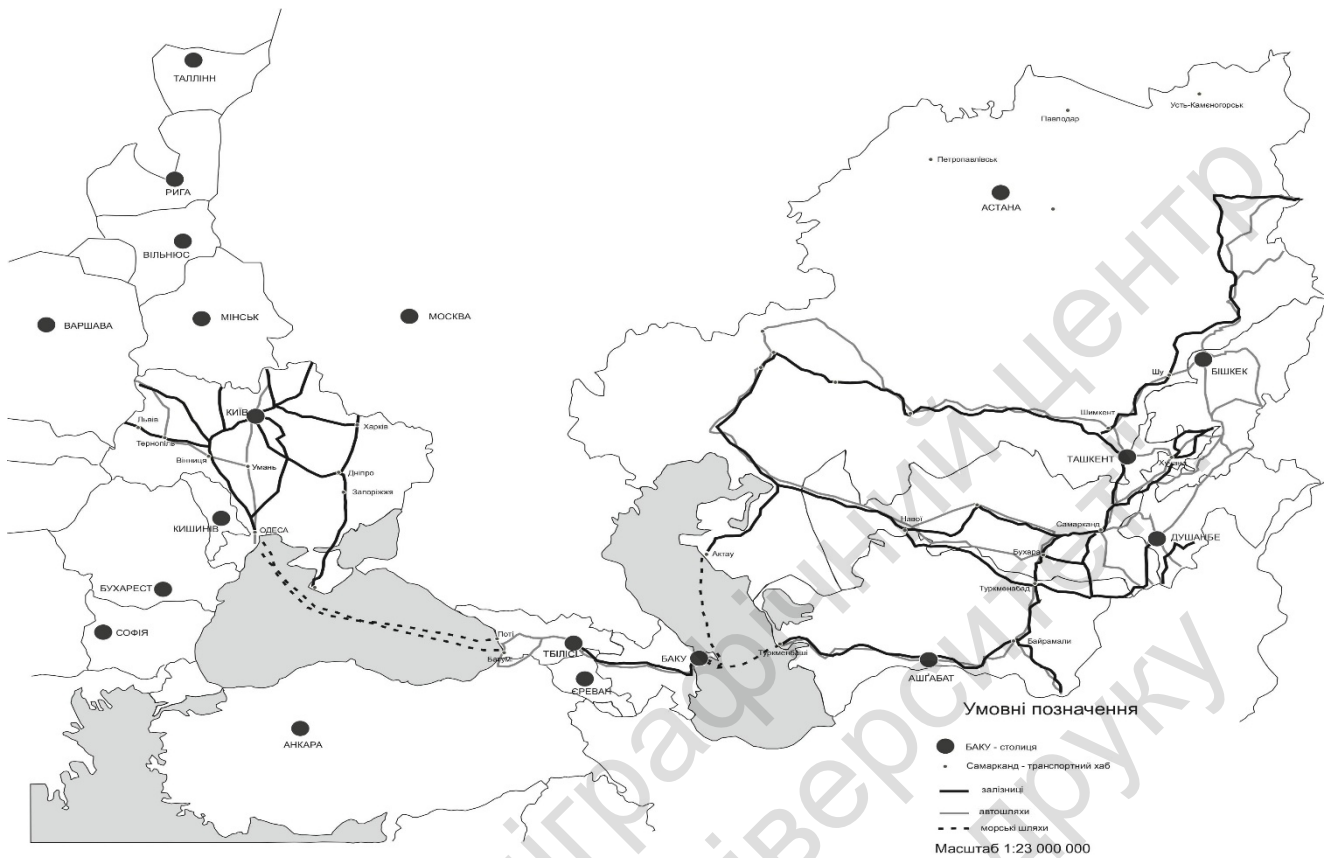 ТАЛЛІНН
РИГА
ВІЛЬНЮС
ВАРШАВА
МІНСЬК
МОСКВА
Усть-Камєногорськ
Павлодар
Петропавлівськ
АСТАНА
Львів
Тернопіль
КИЇВ
Харків
Вінниця
Умань
Дніпро
Запоріжжя
КИШИНІВ
ОДЕСА
БУХАРЕСТ
СОФІЯ
АНКАРА
Поті
Батумі
ТБІЛІСІ
ЄРЕВАН
БАКУ
Актау
Туркменбаші
АШҐАБАТ
Байрамали
Туркменабад
Бухара
Навої
Самарканд
ДУШАНБЕ
ТАШКЕНТ
Шимкент
Шу
БІШКЕК
Умовні позначення
БАКУ - столиця
Самарканд - транспортний хаб
залізниці
автошляхи
морські шляхи
Масштаб 1:23 000 000